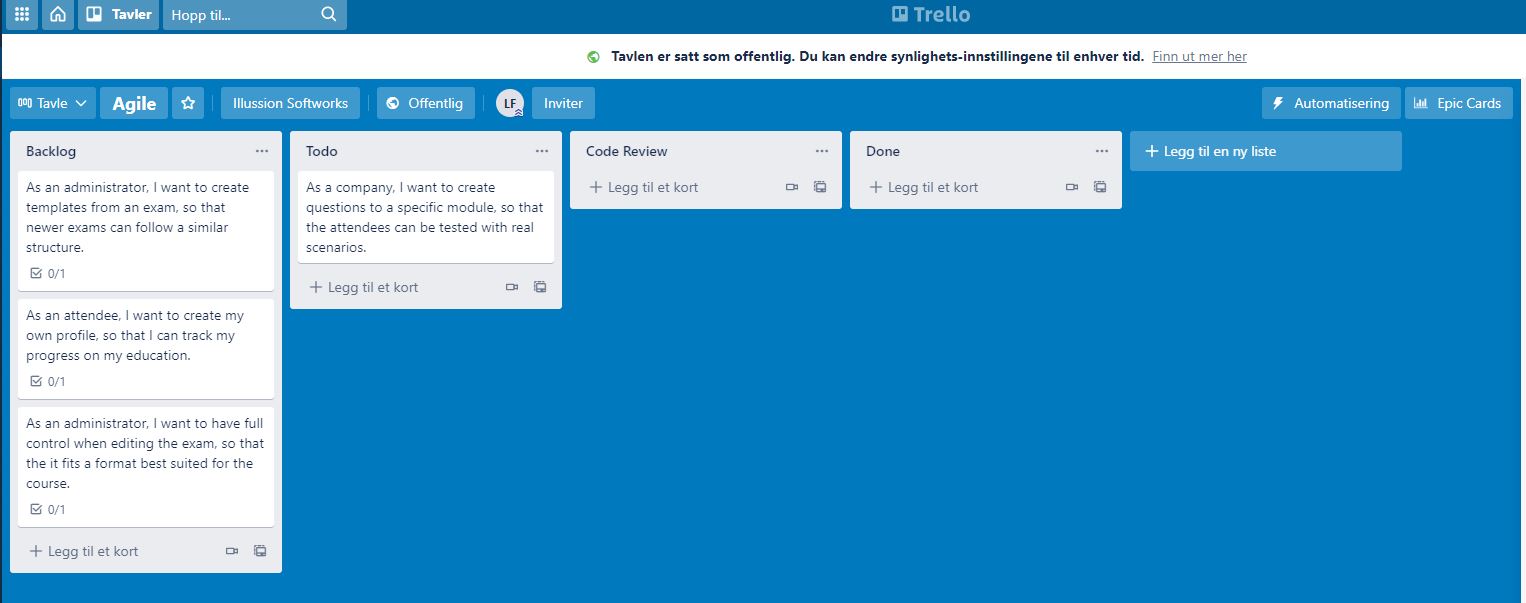 Tavler
Hopp til...
Trello
Tavlen er satt som offentlig. Du kan endre synlighets-innstillingene til enhver tid. Finn ut mer her
Tavle
Agile
Illussion Softworks
Offentlig
LF
Inviter
Automatisering
Epic Cards
Backlog
As an administrator, I want to create
templates from an exam, so that
newer exams can follow a similar
structure.
0/1
As an attendee, I want to create my
own profile, so that I can track my
progress on my education.
0/1
As an administrator, I want to have full
control when editing the exam, so that
the it fits a format best suited for the
course.
0/1
+ Legg til et kort
Todo
As a company, I want to create
questions to a specific module, so that
the attendees can be tested with real
scenarios.
+ Legg til et kort
Code Review
+ Legg til et kort
Done
+ Legg til et kort
+ Legg til en ny liste